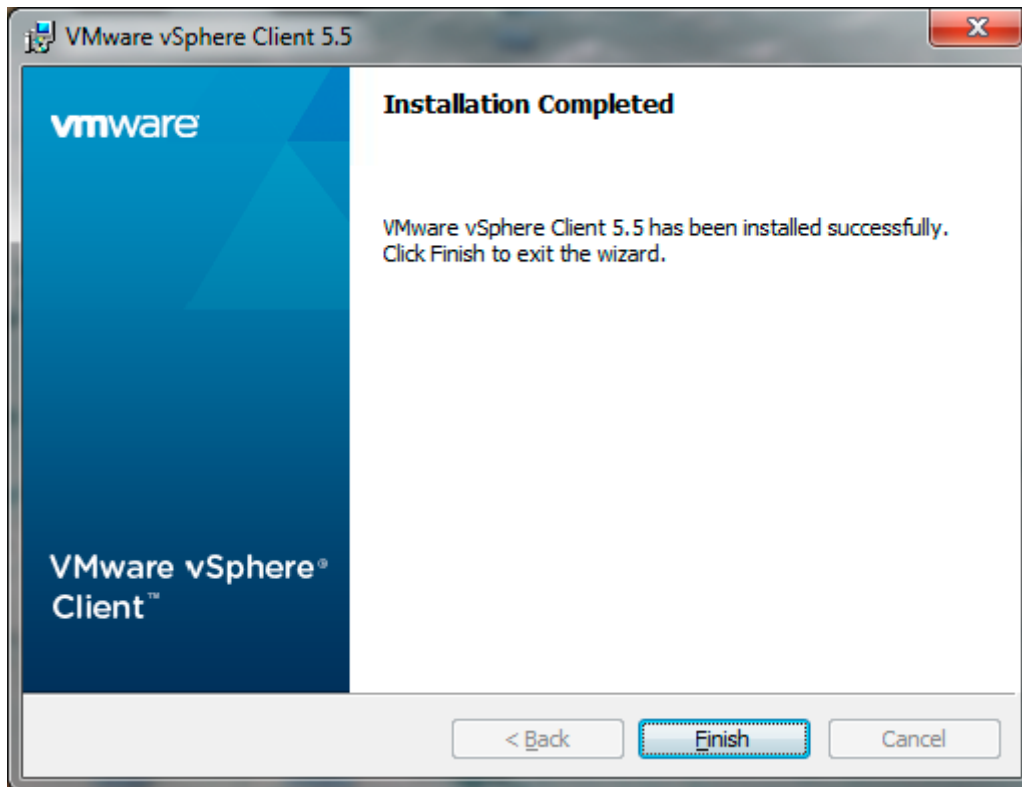 VMware vSphere Client 5.5
vmware
Installation Completed
VMware vSphere Client 5.5 has been installed successfully.
Click Finish to exit the wizard.
VMware vSphere®
Client™
< Back
Finish
Cancel